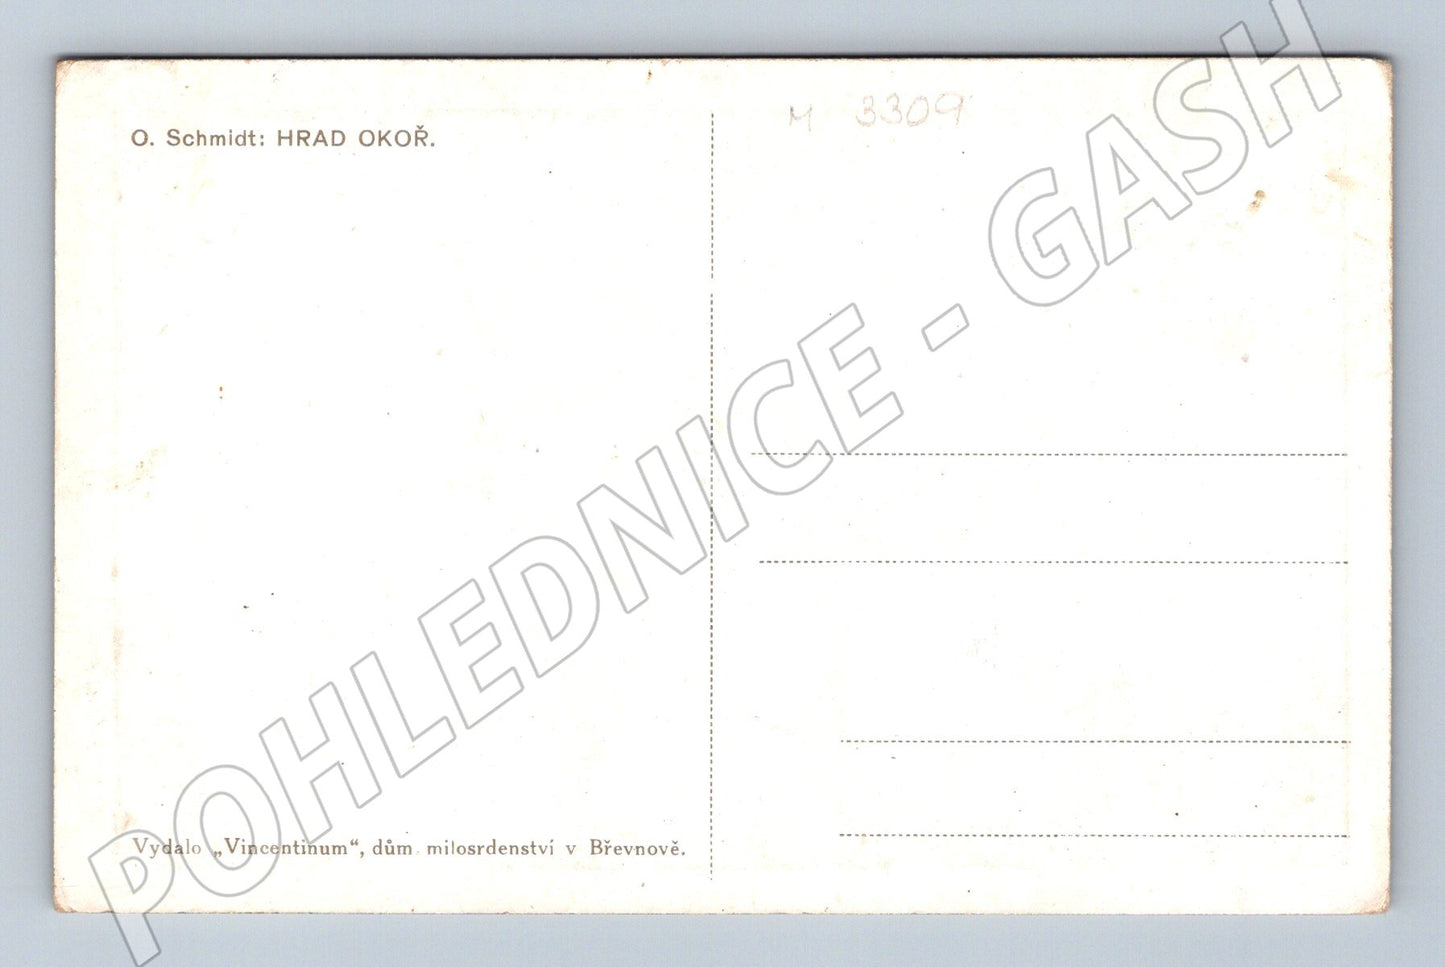 O. Schmidt: HRAD OKOŘ.
M 3309
Vydalo „Vincentinum“, dům milosrdenství v Břevnově.
POHLEDNICE - GASH